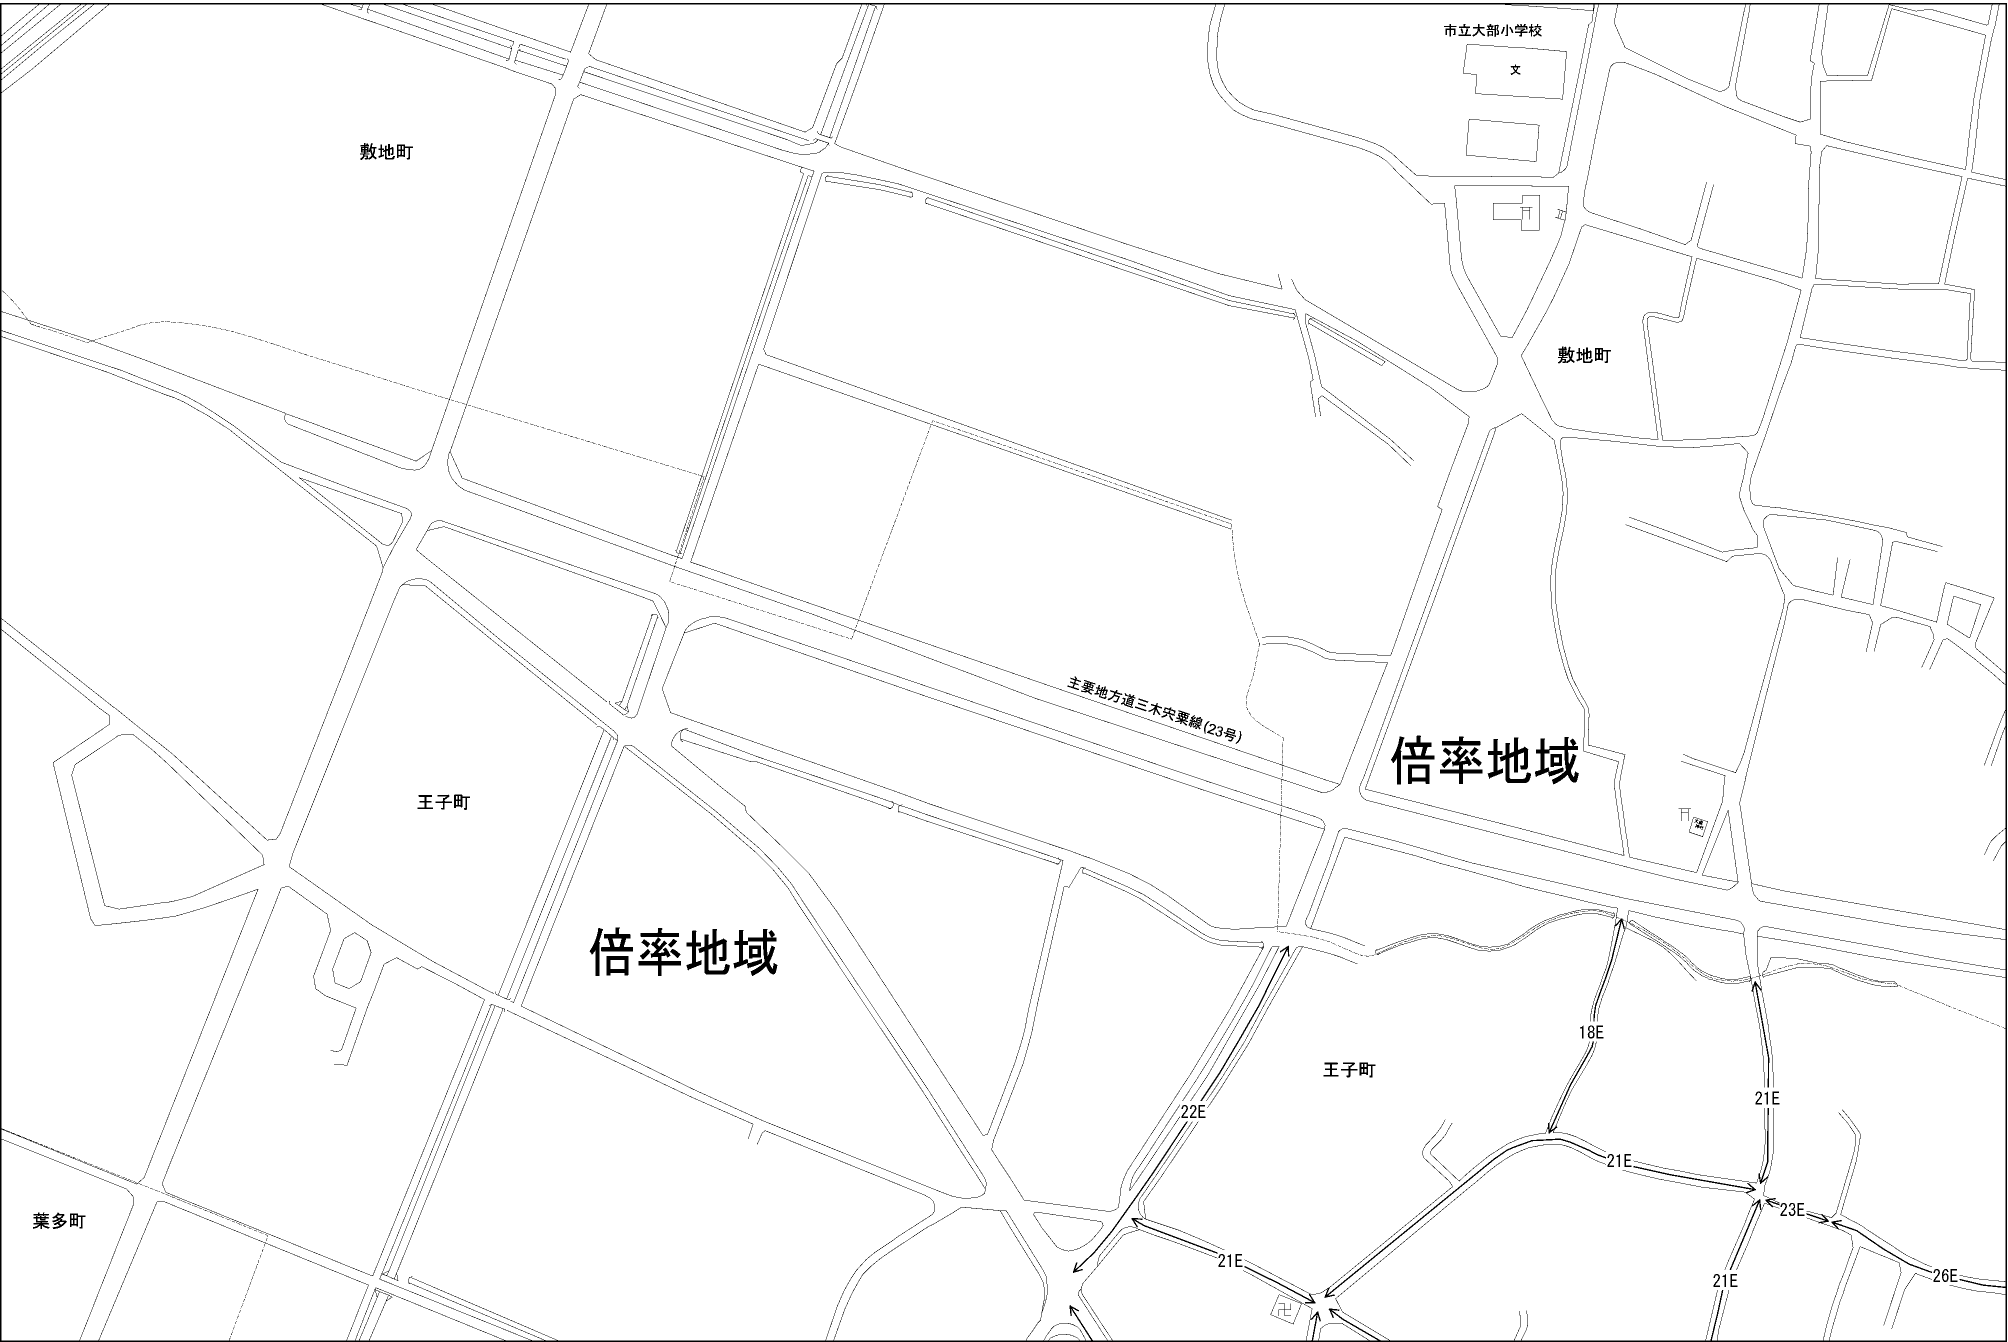 市立大部小学校
文
敷地町
敷地町
主要地方道三木宍粟線(23号)
倍率地域
王子町
倍率地域
18E
王子町
21E
22E
21E
23E
葉多町
21E
26E
21E